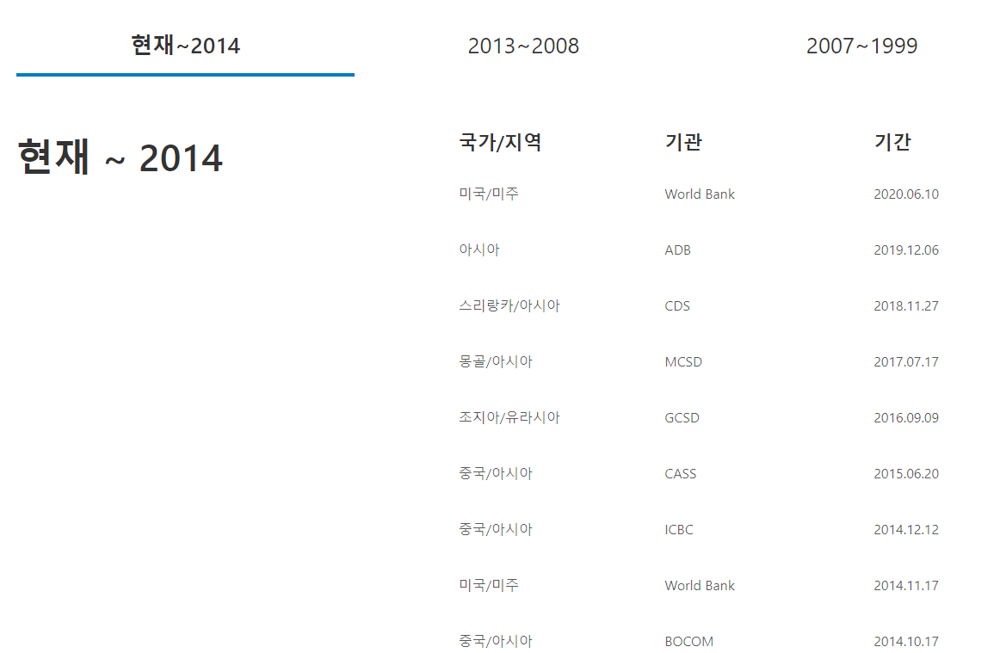 현재~2014 2013~2008 2007~1999
현재 ~ 2014
국가/지역 기관 기간
미국/미주 World Bank 2020.06.10
아시아 ADB 2019.12.06
스리랑카/아시아 CDS 2018.11.27
몽골/아시아 MCSD 2017.07.17
조지아/유라시아 GCSD 2016.09.09
중국/아시아 CASS 2015.06.20
중국/아시아 ICBC 2014.12.12
미국/미주 World Bank 2014.11.17
중국/아시아 BOCOM 2014.10.17